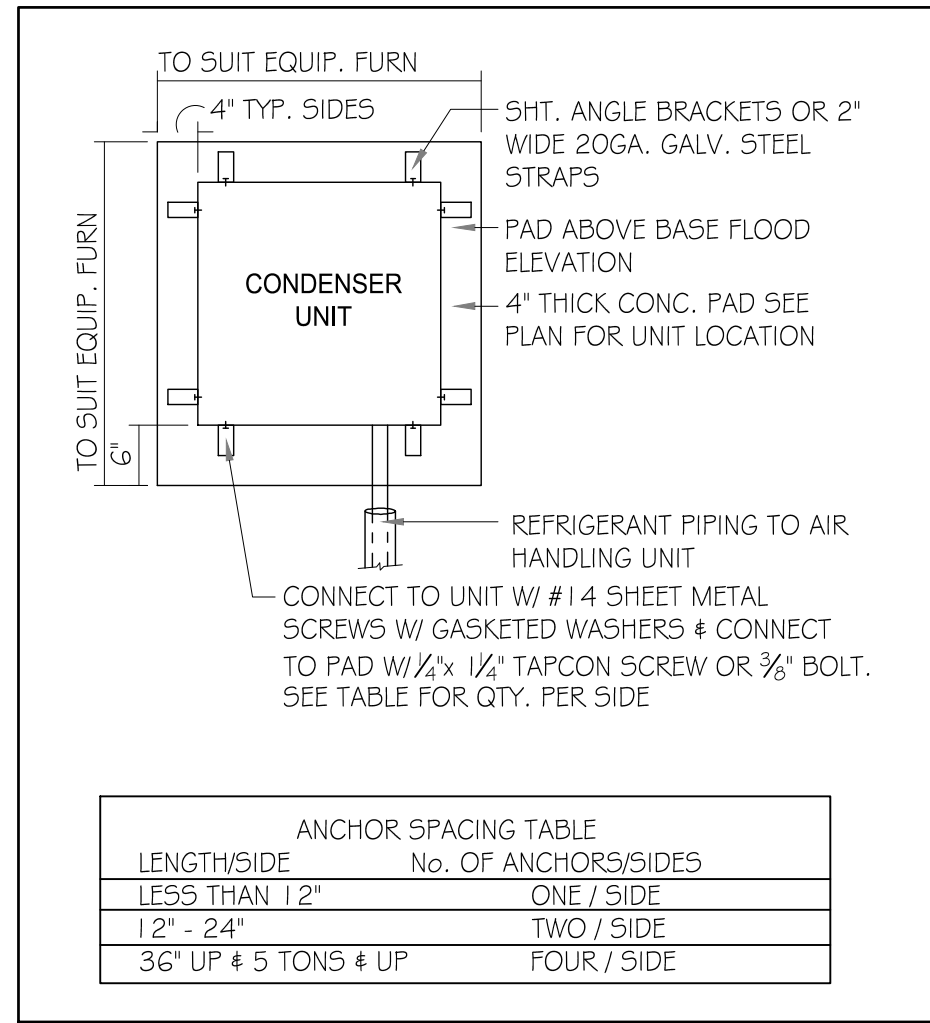 TO SUIT EQUIP. FURN
4" TYP. SIDES
SHT. ANGLE BRACKETS OR 2"
WIDE 20GA. GALV. STEEL
STRAPS
PAD ABOVE BASE FLOOD
ELEVATION
4" THICK CONC. PAD SEE
PLAN FOR UNIT LOCATION
CONDENSER
UNIT
TO SUIT EQUIP. FURN
6"
REFRIGERANT PIPING TO AIR
HANDLING UNIT
CONNECT TO UNIT W/ #14 SHEET METAL
SCREWS W/ GASKETED WASHERS & CONNECT
TO PAD W/ 1/4"x 1 1/4" TAPCON SCREW OR 3/8" BOLT.
SEE TABLE FOR QTY. PER SIDE
ANCHOR SPACING TABLE
LENGTH/SIDE No. OF ANCHORS/SIDES
LESS THAN 12" ONE / SIDE
12" - 24" TWO / SIDE
36" UP & 5 TONS & UP FOUR / SIDE